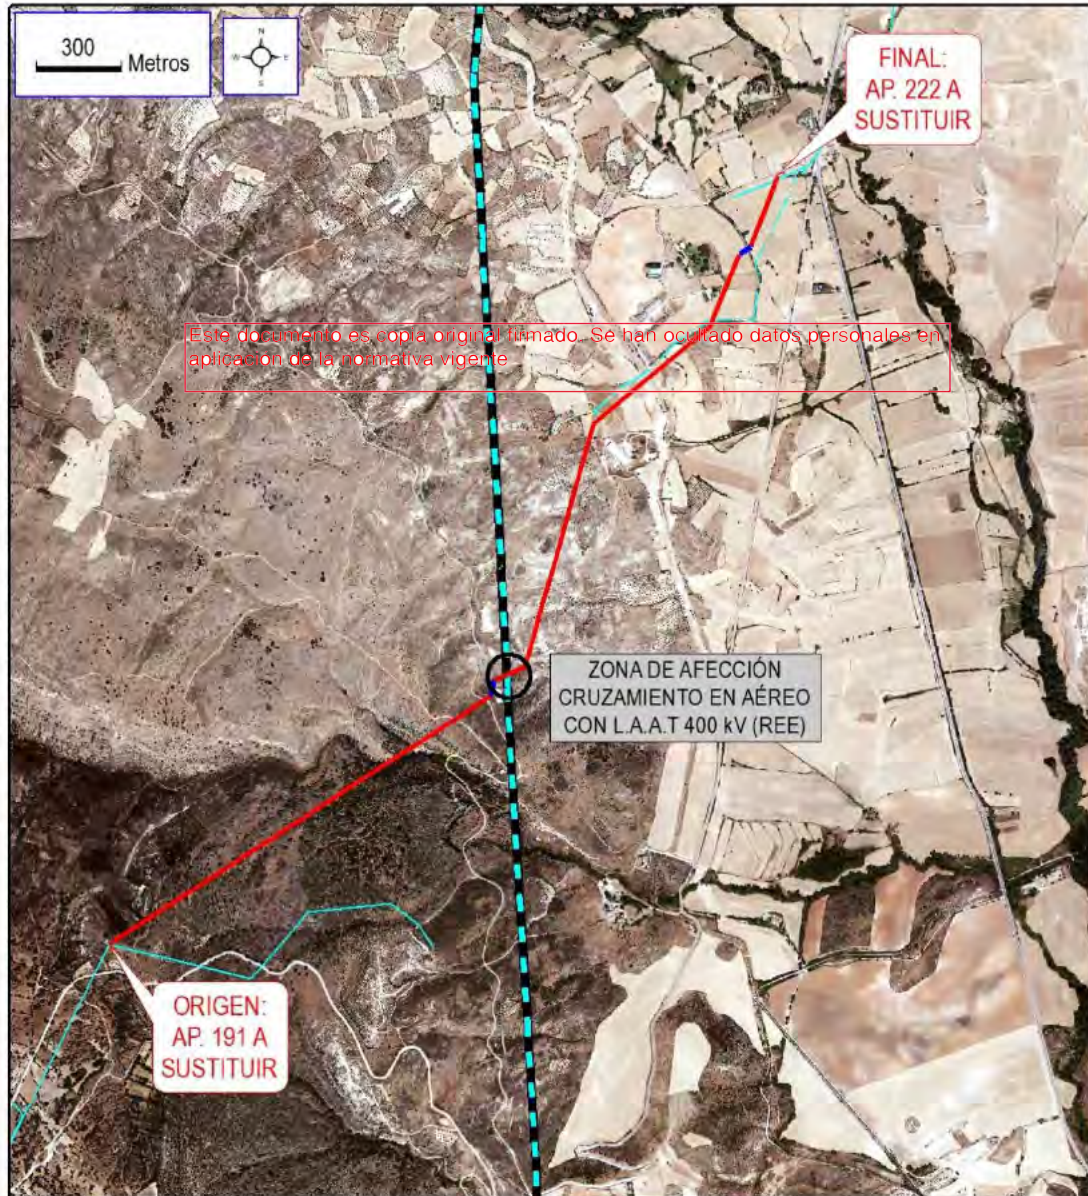 300
Metros
N
W E
S
FINAL:
AP. 222 A
SUSTITUIR
Este documento es copia original firmado. Se han ocultado datos personales en
aplicación de la normativa vigente
ZONA DE AFECCIÓN
CRUZAMIENTO EN AÉREO
CON L.A.A.T 400 kV (REE)
ORIGEN:
AP. 191 A
SUSTITUIR